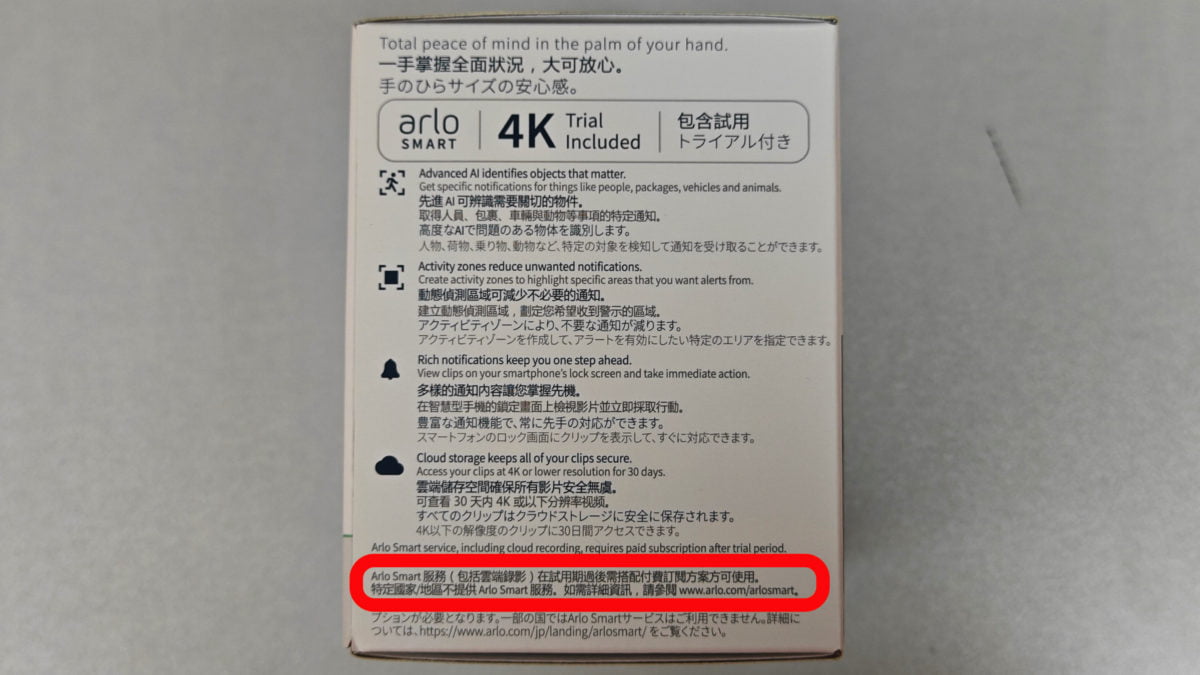 Total peace of mind in the palm of your hand.
一手掌握全面狀況，大可放心。
手のひらサイズの安心感。
arlo
SMART
4K
Trial
Included
包含試用
トライアル付き
Advanced AI identifies objects that matter.
Get specific notifications for things like people, packages, vehicles and animals.
先進 AI 可辨識需要關切的物件。
取得人員、包裹、車輛與動物等事項的特定通知。
高度なAIで問題のある物体を識別します。
人物、荷物、乗り物、動物など、特定の対象を検知して通知を受け取ることができます。
Activity zones reduce unwanted notifications.
Create activity zones to highlight specific areas that you want alerts from.
動態偵測區域可減少不必要的通知。
建立動態偵測區域，劃定您希望收到警示的區域。
アクティビティゾーンにより、不要な通知が減ります。
アクティビティゾーンを作成して、アラートを有効にしたい特定のエリアを指定できます。
Rich notifications keep you one step ahead.
View clips on your smartphone's lock screen and take immediate action.
多樣的通知內容讓您掌握先機。
在智慧型手機的鎖定畫面上檢視影片並立即採取行動。
豊富な通知機能で、常に先手の対応ができます。
スマートフォンのロック画面にクリップを表示して、すぐに対応できます。
Cloud storage keeps all of your clips secure.
Access your clips at 4K or lower resolution for 30 days.
雲端儲存空間確保所有影片安全無虞。
可查看 30 天内 4K 或以下分辨率视频。
すべてのクリップはクラウドストレージに安全に保存されます。
4K以下の解像度のクリップに30日間アクセスできます。
Arlo Smart service, including cloud recording, requires paid subscription after trial period.
Arlo Smart 服務（包括雲端錄影）在試用期過後需搭配付費訂閱方案方可使用。
特定國家/地區不提供 Arlo Smart 服務。如需詳細資訊，請參閱 www.arlo.com/arlosmart。
プションが必要となります。一部の国ではArlo Smartサービスはご利用できません。詳細に
ついては、https://www.arlo.com/jp/landing/arlosmart/ をご覧ください。